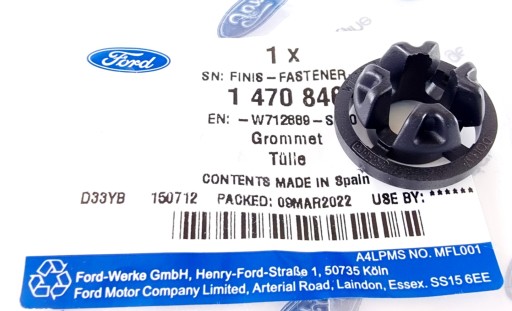 Ford
1 X
SN: FINIS-FASTENER
1 470 846
EN: -W712889-S
Grommet
Tülle
CONTENTS MADE IN Spain
D33YB 150712 PACKED: 09MAR2022 USE BY: ******
A4LPMS NO. MFL001
Ford-Werke GmbH, Henry-Ford-Straße 1, 50735 Köln
Ford Motor Company Limited, Arterial Road, Laindon, Essex. SS15 6EE